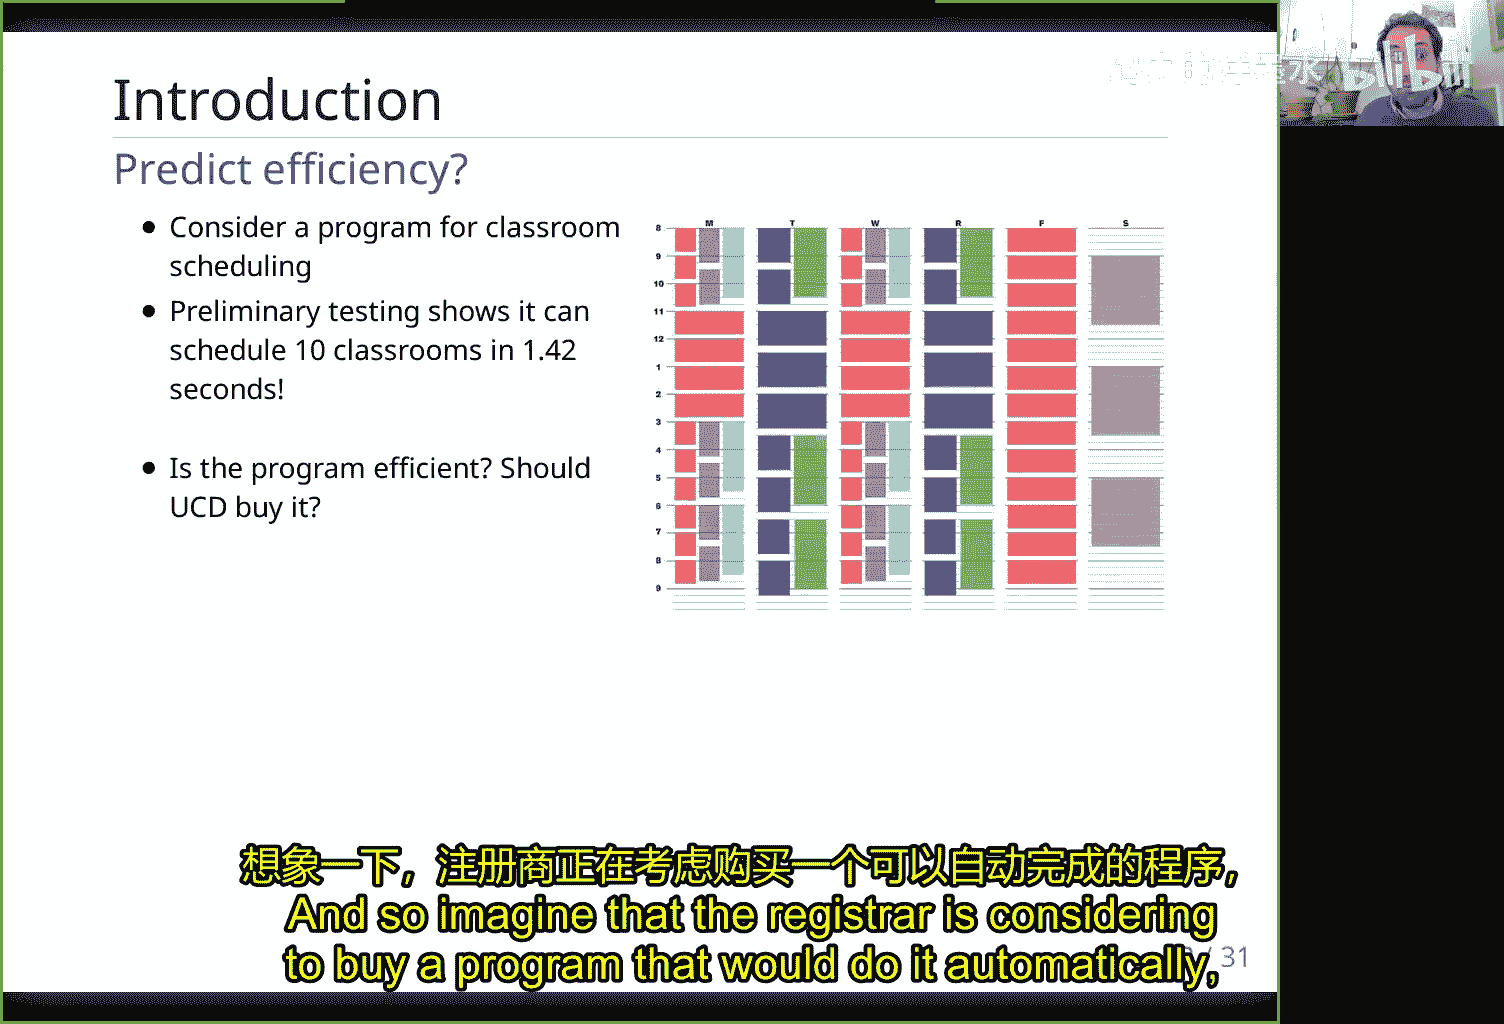 Introduction
Predict efficiency?
• Consider a program for classroom
scheduling
• Preliminary testing shows it can
schedule 10 classrooms in 1.42
seconds!
• Is the program efficient? Should
UCD buy it?
M T W R F S
8
9
10
11
12
1
2
3
4
5
6
7
8
9
想象一下，注册商正在考虑购买一个可以自动完成的程序，
And so imagine that the registrar is considering
to buy a program that would do it automatically,
/ 31
bilibili